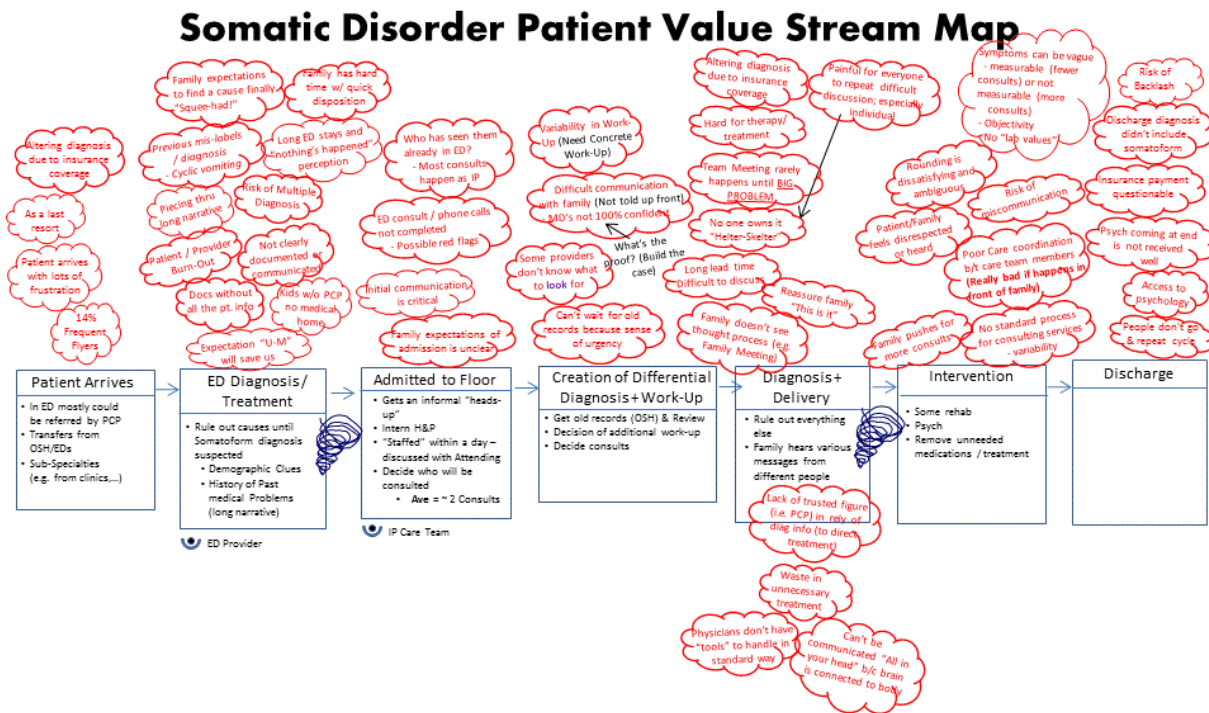 Somatic Disorder Patient Value Stream Map
Altering diagnosis
due to insurance
coverage
As a last
resort
Patient arrives
with lots of
frustration
14%
Frequent
Flyers
Family expectations
to find a cause finally
"Squee-had!"
Family has hard
time w/ quick
disposition
Previous mis-labels
/ diagnosis
- Cyclic vomiting
Long ED stays and
"nothing's happened"
perception
Piecing thru
long narrative
Risk of Multiple
Diagnosis
Patient / Provider
Burn-Out
Not clearly
documented or
communicated
Docs without
all the pt. info
Kids w/o PCP
no medical
home
Expectation "U-M"
will save us
Who has seen them
already in ED?
- Most consults
happen as IP
ED consult / phone calls
not completed
- Possible red flags
Initial communication
is critical
Family expectations of
admission is unclear
Variability in Work-
Up (Need Concrete
Work-Up)
Difficult communication
with family (Not told up front)
- MD's not 100% confident
What's the
proof? (Build the
case)
Some providers
don't know what
to look for
Can't wait for old
records because sense
of urgency
Altering diagnosis
due to insurance
coverage
Painful for everyone
to repeat difficult
discussion; especially
individual
Hard for therapy/
treatment
Team Meeting rarely
happens until BIG
PROBLEM
No one owns it
"Helter-Skelter"
Long lead time
Difficult to discuss
Reassure family
"This is it"
Family doesn't see
thought process (e.g.
Family Meeting)
Symptoms can be vague
- measurable (fewer
consults) or not
measurable (more
consults)
- Objectivity
- No "lab values"
Rounding is
dissatisfying and
ambiguous
Risk of
miscommunication
Patient/Family
feels disrespected
or heard
Poor Care coordination
b/t care team members
(Really bad if happens in
front of family)
Family pushes for
more consults
No standard process
for consulting services
- variability
Risk of
Backlash
Discharge diagnosis
didn't include
somatoform
Insurance payment
questionable
Psych coming at end
is not received
well
Access to
psychology
People don't go
& repeat cycle
Patient Arrives
• In ED mostly could
be referred by PCP
• Transfers from
OSH/EDs
• Sub-Specialties
(e.g. from clinics,...)
ED Diagnosis/
Treatment
• Rule out causes until
Somatoform diagnosis
suspected
• Demographic Clues
• History of Past
medical Problems
(long narrative)
ED Provider
Admitted to Floor
• Gets an informal "heads-
up"
• Intern H&P
• "Staffed" within a day –
discussed with Attending
• Decide who will be
consulted
• Ave = ~ 2 Consults
IP Care Team
Creation of Differential
Diagnosis+Work-Up
• Get old records (OSH) & Review
• Decision of additional work-up
• Decide consults
Diagnosis+
Delivery
• Rule out everything
else
• Family hears various
messages from
different people
Intervention
• Some rehab
• Psych
• Remove unneeded
medications / treatment
Discharge
Lack of trusted figure
(i.e. PCP) in rely of
diag info (to direct
treatment)
Waste in
unnecessary
treatment
Physicians don't have
"tools" to handle in
standard way
Can't be
communicated "All in
your head" b/c brain
is connected to body